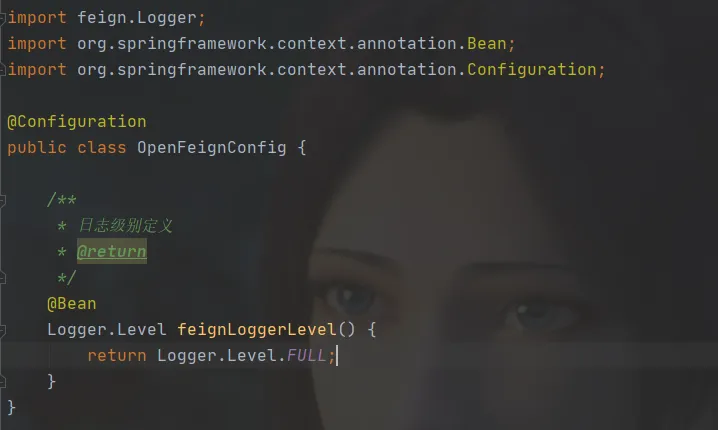 import feign.Logger;
import org.springframework.context.annotation.Bean;
import org.springframework.context.annotation.Configuration;
@Configuration
public class OpenFeignConfig {
/**
* 日志级别定义
* @return
*/
@Bean
Logger.Level feignLoggerLevel() {
return Logger.Level.FULL;
}
}